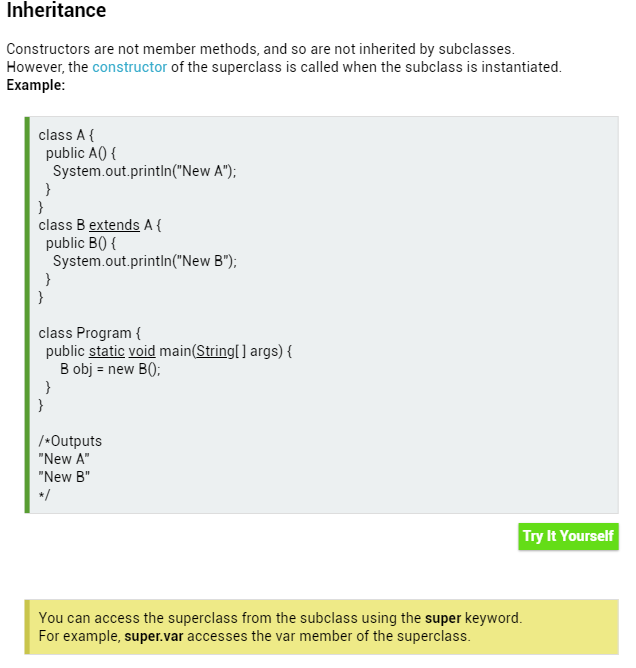 Inheritance
Constructors are not member methods, and so are not inherited by subclasses.
However, the constructor of the superclass is called when the subclass is instantiated.
Example:
class A {
public A() {
System.out.println("New A");
}
}
class B extends A {
public B() {
System.out.println("New B");
}
}
class Program {
public static void main(String[ ] args) {
B obj = new B();
}
}
/*Outputs
"New A"
"New B"
*/
Try It Yourself
You can access the superclass from the subclass using the super keyword.
For example, super.var accesses the var member of the superclass.